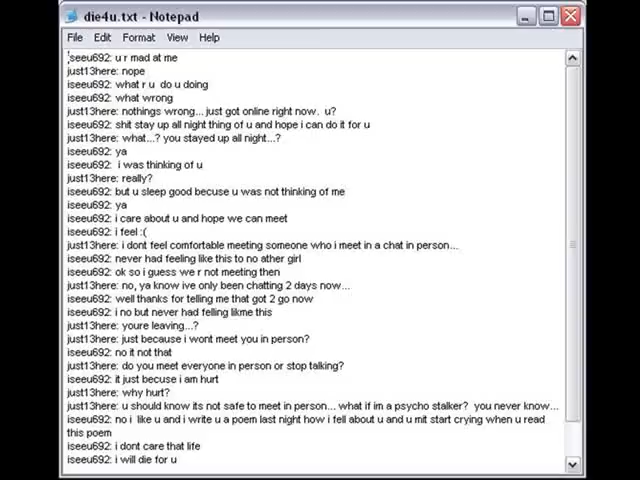 die4u.txt - Notepad
File Edit Format View Help
'seeu692: u r mad at me
just13here: nope
iseeu692: what r u  do u doing
iseeu692: what wrong
just13here: nothings wrong... just got online right now.  u?
iseeu692: shit stay up all night thing of u and hope i can do it for u
just13here: what...? you stayed up all night...?
iseeu692: ya
iseeu692:  i was thinking of u
just13here: really?
iseeu692: but u sleep good becuse u was not thinking of me
iseeu692: ya
iseeu692: i care about u and hope we can meet
iseeu692: i feel :(
just13here: i dont feel comfortable meeting someone who i meet in a chat in person...
iseeu692: never had feeling like this to no ather girl
iseeu692: ok so i guess we r not meeting then
just13here: no, ya know ive only been chatting 2 days now...
iseeu692: well thanks for telling me that got 2 go now
iseeu692: i no but never had felling likme this
just13here: youre leaving...?
just13here: just because i wont meet you in person?
iseeu692: no it not that
just13here: do you meet everyone in person or stop talking?
iseeu692: it just becuse i am hurt
just13here: why hurt?
just13here: u should know its not safe to meet in person... what if im a psycho stalker?  you never know...
iseeu692: no i  like u and i write u a poem last night how i fell about u and u mit start crying when u read
this poem
iseeu692: i dont care that life
iseeu692: i will die for u